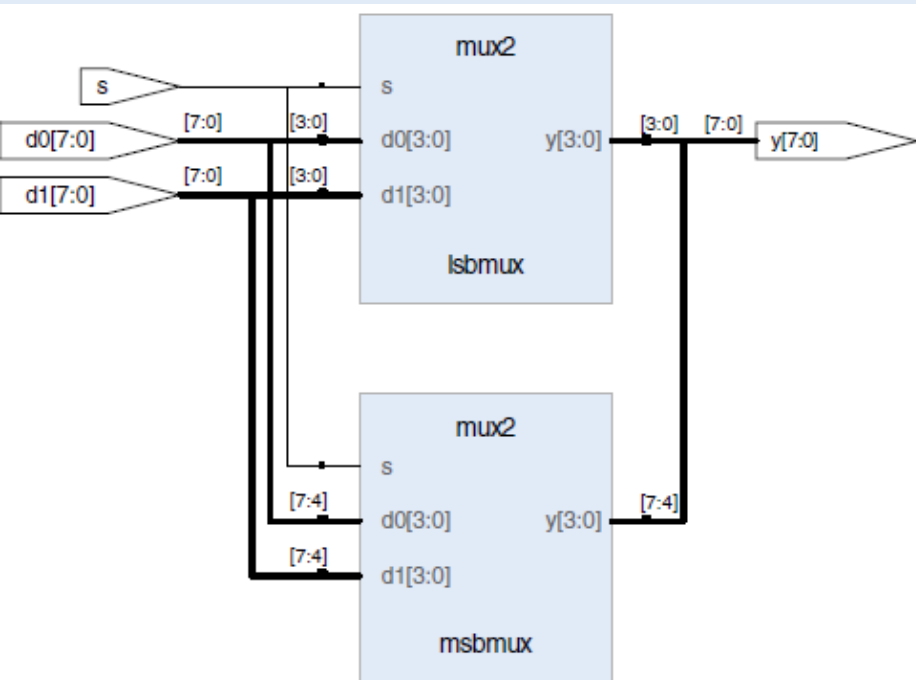 mux2
s
s
[7:0]
[3:0]
[3:0]
[7:0]
d0[7:0]
d0[3:0]
y[3:0]
y[7:0]
[7:0]
[3:0]
d1[7:0]
d1[3:0]
lsbmux
mux2
s
[7:4]
[7:4]
d0[3:0]
y[3:0]
[7:4]
d1[3:0]
msbmux